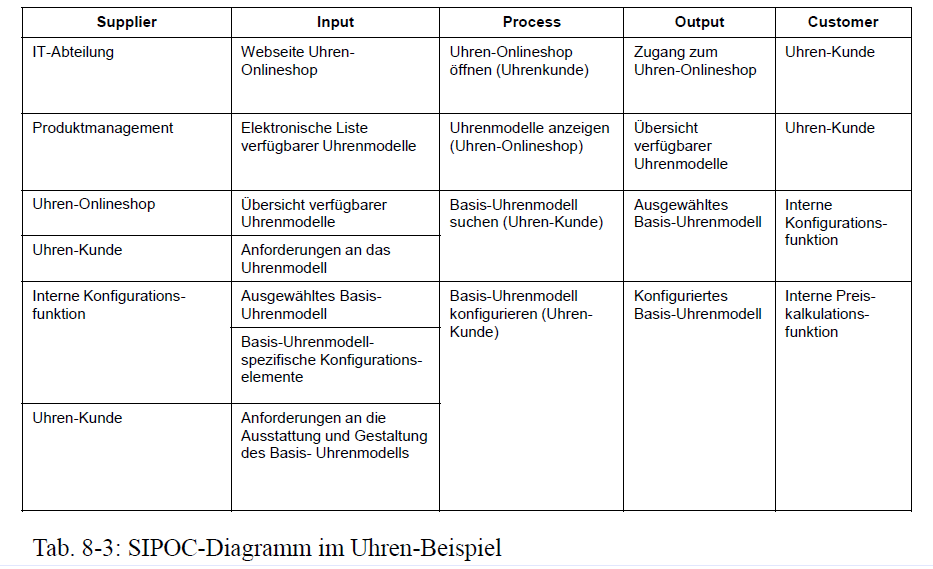 Supplier Input Process Output Customer
IT-Abteilung
Webseite Uhren-
Onlineshop
Uhren-Onlineshop
öffnen (Uhrenkunde)
Zugang zum
Uhren-Onlineshop
Uhren-Kunde
Produktmanagement
Elektronische Liste
verfügbarer Uhrenmodelle
Uhrenmodelle anzeigen
(Uhren-Onlineshop)
Übersicht
verfügbarer
Uhrenmodelle
Uhren-Kunde
Uhren-Onlineshop
Übersicht verfügbarer
Uhrenmodelle
Basis-Uhrenmodell
suchen (Uhren-Kunde)
Ausgewähltes
Basis-Uhrenmodell
Interne
Konfigurations-
funktion
Uhren-Kunde
Anforderungen an das
Uhrenmodell
Interne Konfigurations-
funktion
Ausgewähltes Basis-
Uhrenmodell
Basis-Uhrenmodell
konfigurieren (Uhren-
Kunde)
Konfiguriertes
Basis-Uhrenmodell
Interne Preis-
kalkulations-
funktion
Basis-Uhrenmodell-
spezifische Konfigurations-
elemente
Uhren-Kunde
Anforderungen an die
Ausstattung und Gestaltung
des Basis- Uhrenmodells
Tab. 8-3: SIPOC-Diagramm im Uhren-Beispiel